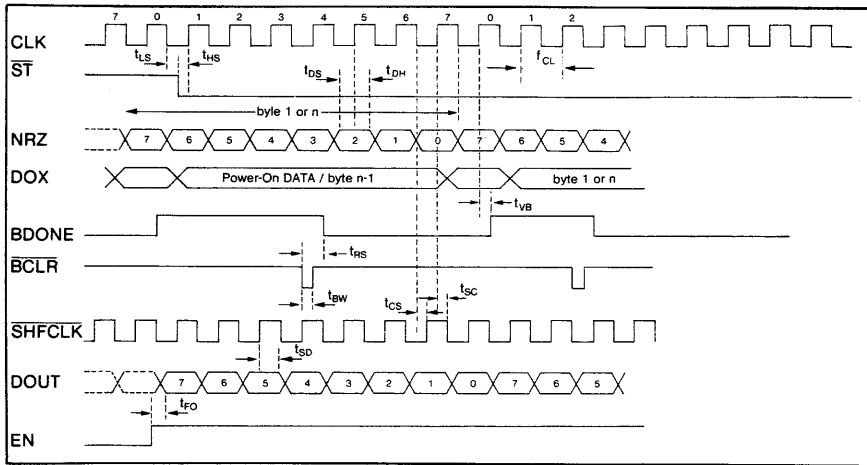 7 0 1 2 3 4 5 6 7 0 1 2
CLK
tLS tHS fCL
ST
tDS tDH
byte 1 or n
NRZ 7 6 5 4 3 2 1 0 7 6 5 4
DOX Power-On DATA / byte n-1 byte 1 or n
tVB
BDONE
tRS
BCLR
tBW tCS tSC
SHFCLK
tSD
DOUT 7 6 5 4 3 2 1 0 7 6 5
tFO
EN